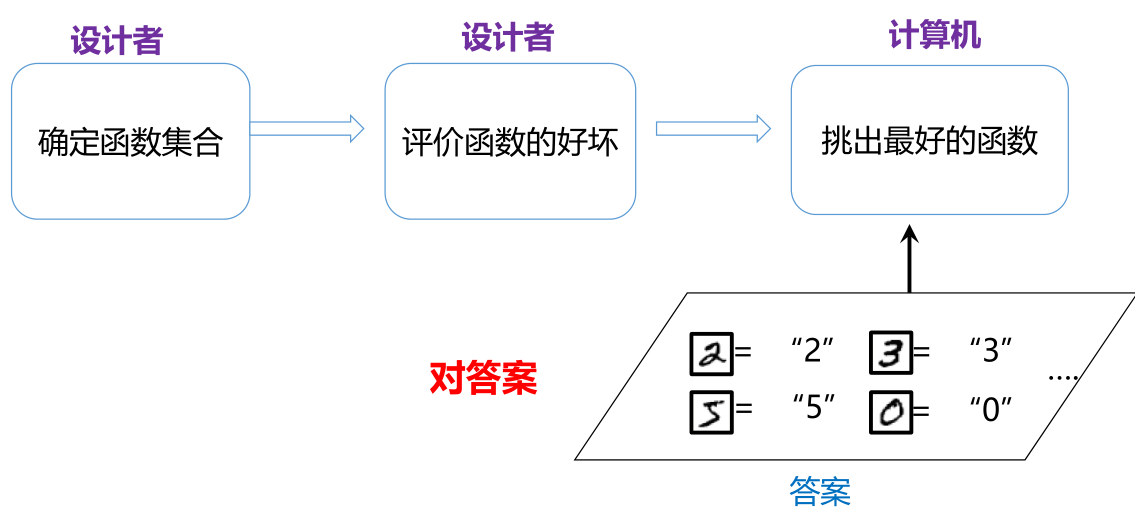 设计者
设计者
计算机
确定函数集合
评价函数的好坏
挑出最好的函数
对答案
2= “2” 3= “3”
....
5= “5” 0= “0”
答案